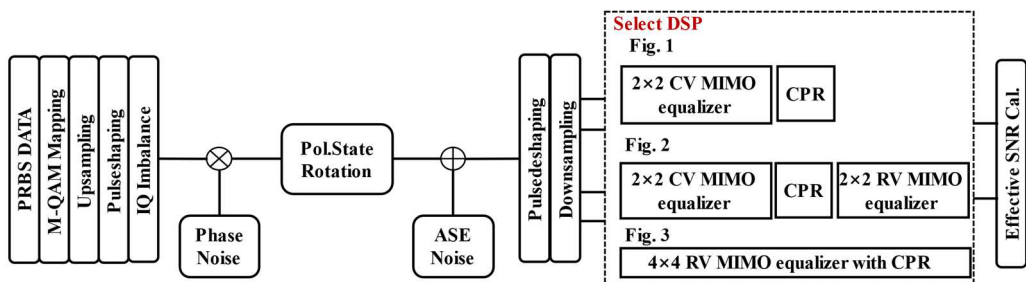 PRBS DATA
M-QAM Mapping
Upsampling
Pulseshaping
IQ Imbalance
Phase
Noise
Pol.State
Rotation
ASE
Noise
Pulsedeshaping
Downsampling
Select DSP
Fig. 1
2×2 CV MIMO
equalizer
CPR
Fig. 2
2×2 CV MIMO
equalizer
CPR
2×2 RV MIMO
equalizer
Fig. 3
4×4 RV MIMO equalizer with CPR
Effective SNR Cal.